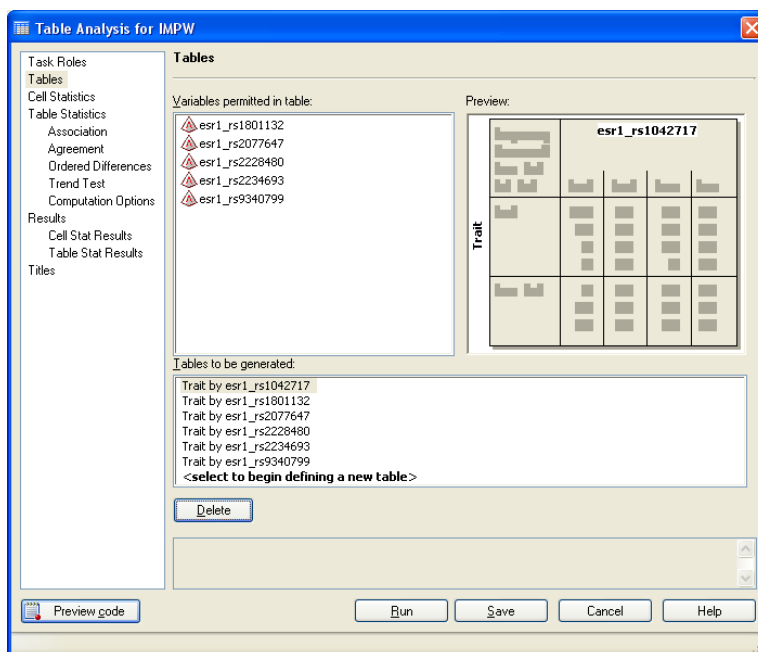 Table Analysis for IMPW
Task Roles
Tables
Cell Statistics
Table Statistics
Association
Agreement
Ordered Differences
Trend Test
Computation Options
Results
Cell Stat Results
Table Stat Results
Titles
Tables
Variables permitted in table:
esr1_rs1801132
esr1_rs2077647
esr1_rs2228480
esr1_rs2234693
esr1_rs9340799
Preview:
esr1_rs1042717
Trait
Tables to be generated:
Trait by esr1_rs1042717
Trait by esr1_rs1801132
Trait by esr1_rs2077647
Trait by esr1_rs2228480
Trait by esr1_rs2234693
Trait by esr1_rs9340799
<select to begin defining a new table>
Delete
Preview code
Run
Save
Cancel
Help